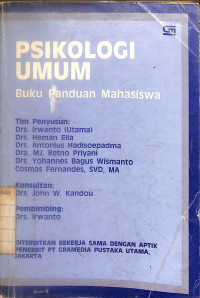 PSIKOLOGI
UMUM
Buku Panduan Mahasiswa
Tim Penyusun:
Drs. Irwanto (Utama)
Drs. Heman Elia
Drs. Antonius Hadisoepadma
Dra. MJ. Retno Priyani
Drs. Yohannes Bagus Wismanto
Cosmas Fernandes, SVD, MA
Konsultan:
Drs. John W. Kandou
Pembimbing:
Drs. Irwanto
DITERBITKAN BEKERJA SAMA DENGAN APTIK
PENERBIT PT GRAMEDIA PUSTAKA UTAMA,
JAKARTA